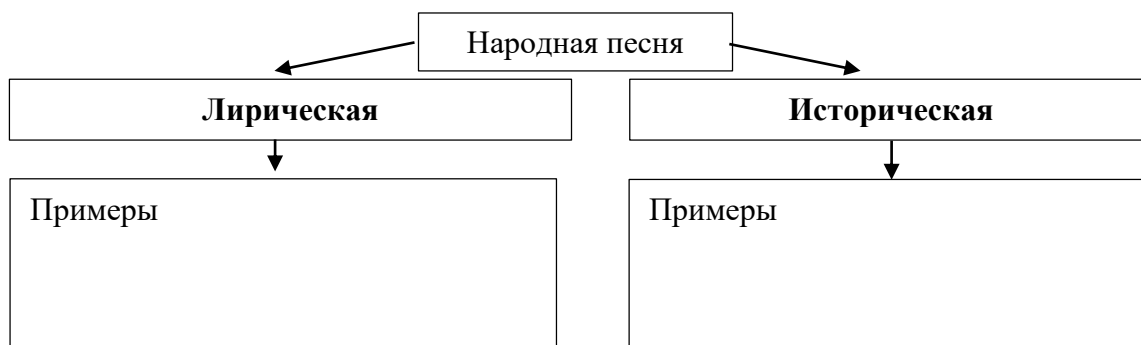 Народная песня
Лирическая
Историческая
Примеры
Примеры